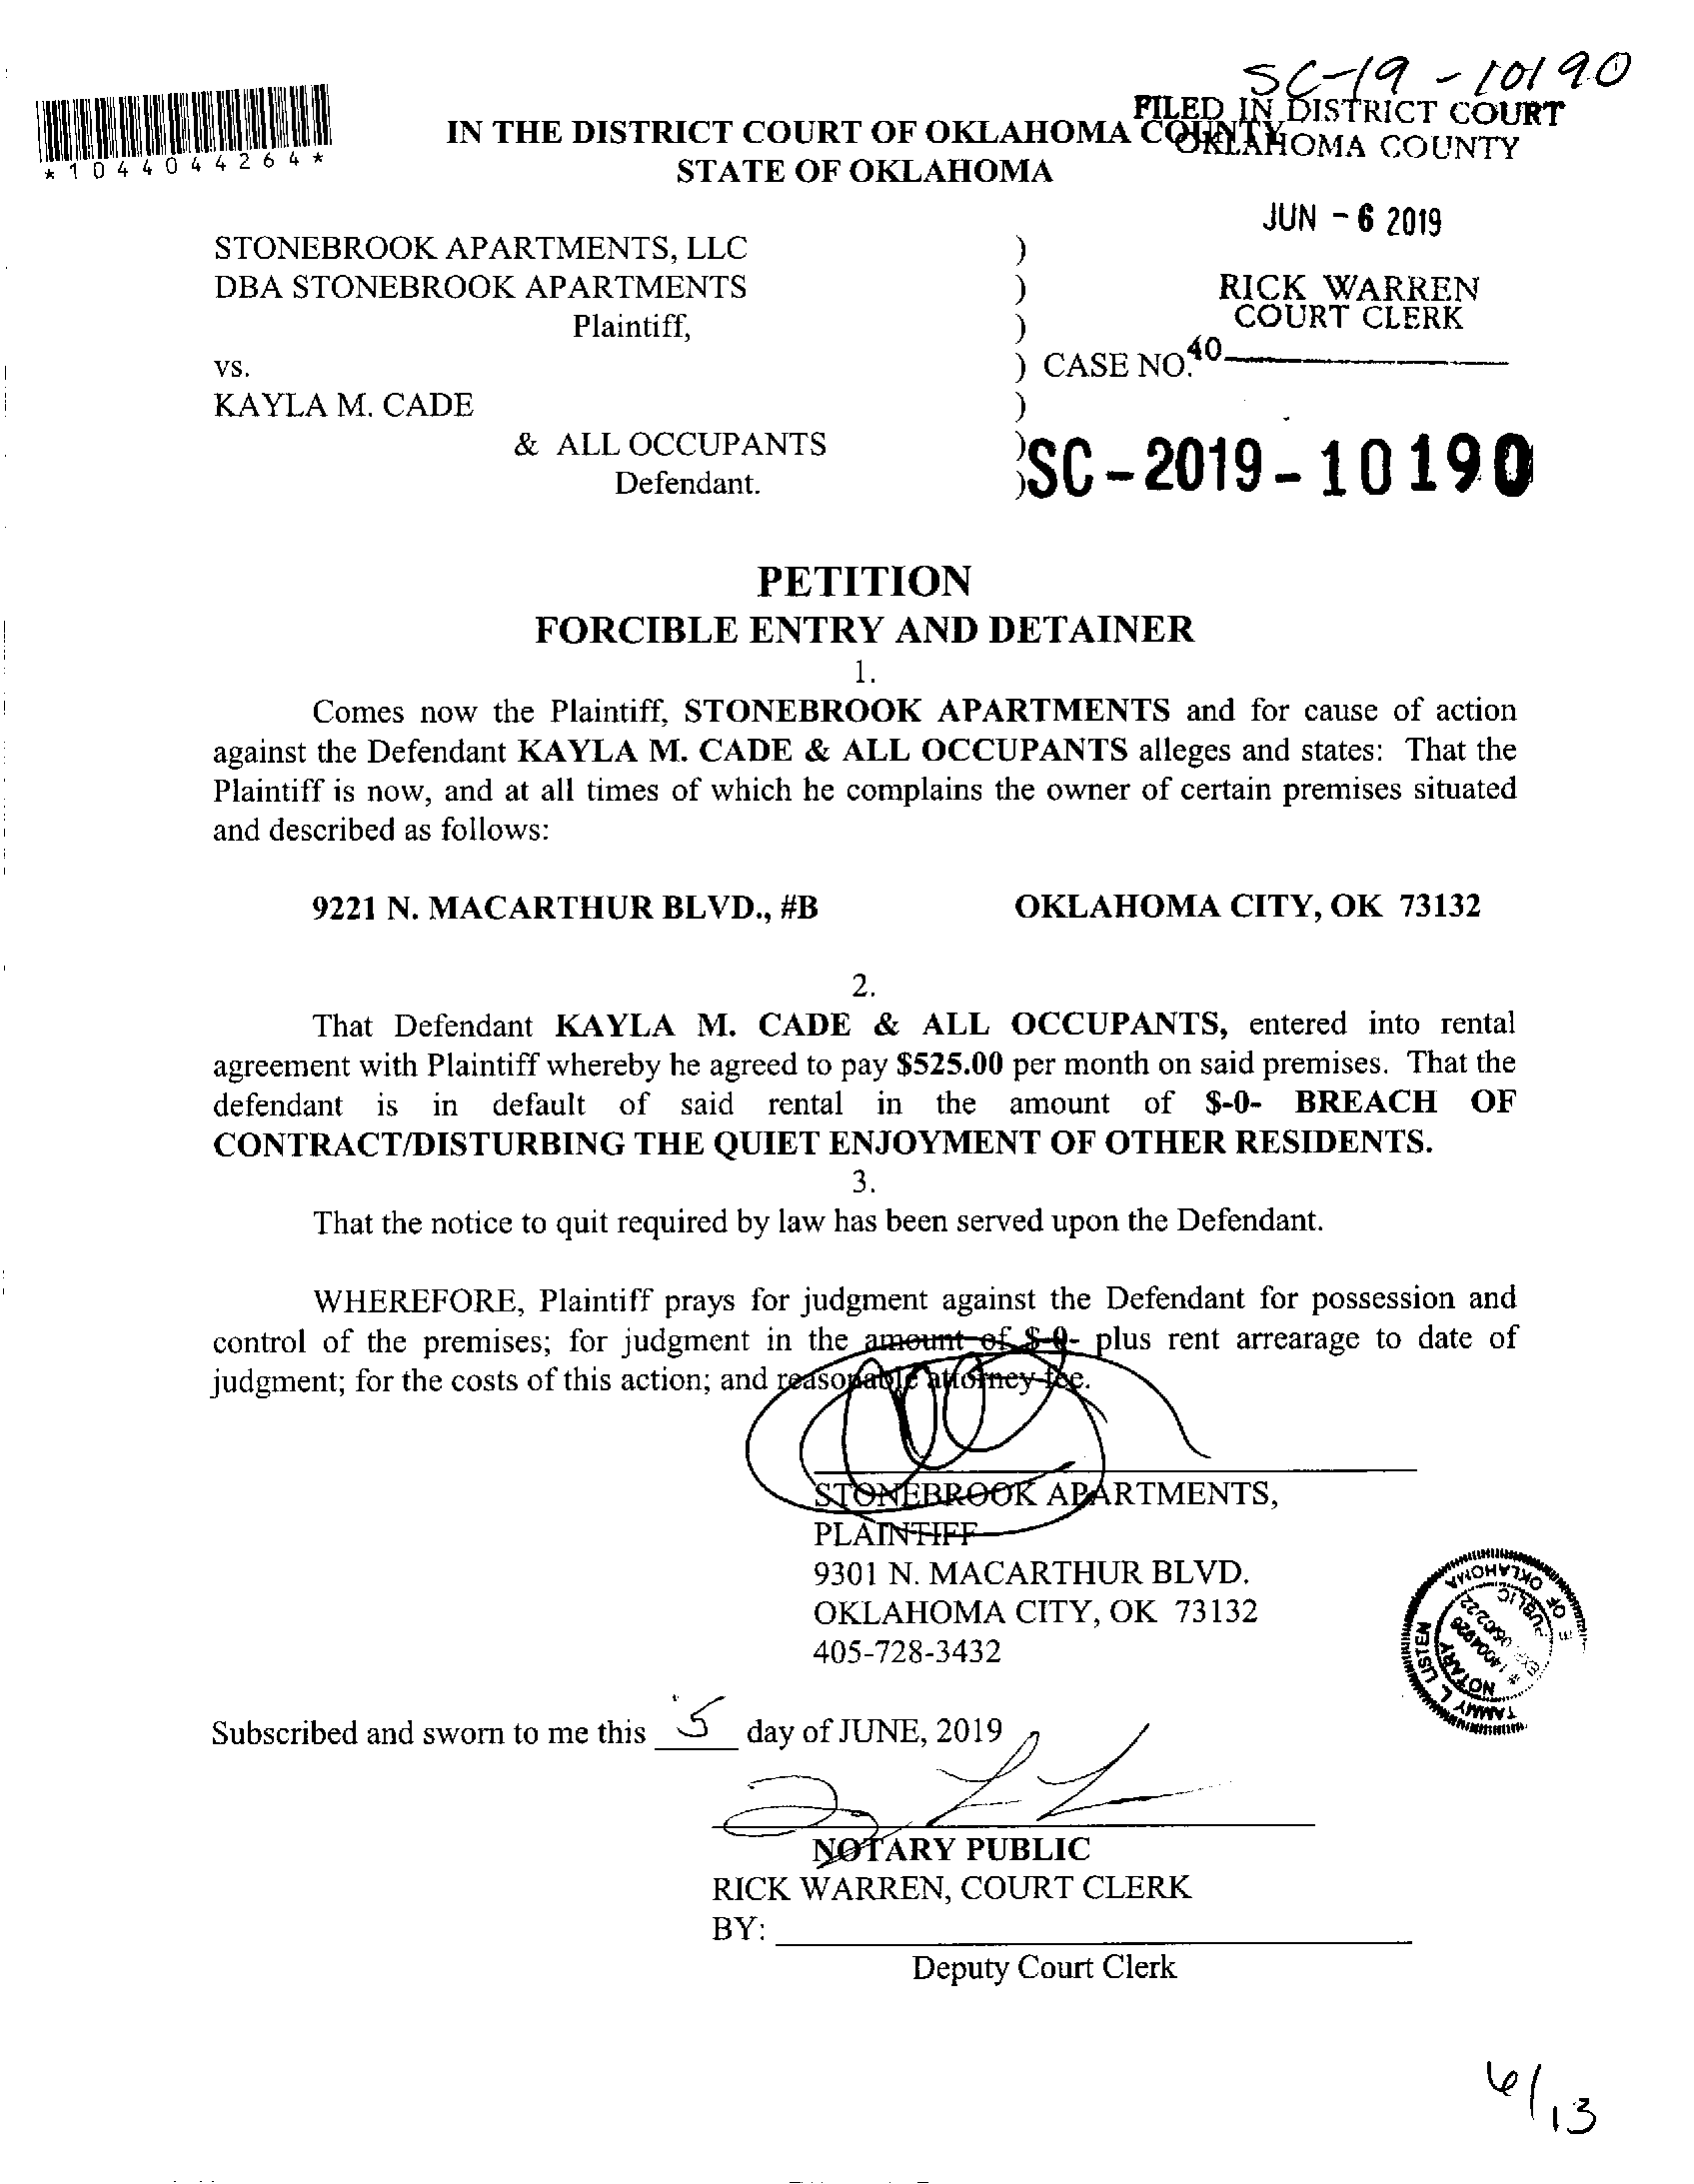 SC-19-10190
FILED IN DISTRICT COURT
OKLAHOMA COUNTY
*1044044264*
IN THE DISTRICT COURT OF OKLAHOMA COUNTY
STATE OF OKLAHOMA
JUN - 6 2019
STONEBROOK APARTMENTS, LLC )
DBA STONEBROOK APARTMENTS )
RICK WARREN
COURT CLERK
Plaintiff, )
vs. ) CASE NO. 40
KAYLA M. CADE )
& ALL OCCUPANTS )
SC-2019-10190
Defendant. )
PETITION
FORCIBLE ENTRY AND DETAINER
1.
Comes now the Plaintiff, STONEBROOK APARTMENTS and for cause of action
against the Defendant KAYLA M. CADE & ALL OCCUPANTS alleges and states: That the
Plaintiff is now, and at all times of which he complains the owner of certain premises situated
and described as follows:
9221 N. MACARTHUR BLVD., #B OKLAHOMA CITY, OK 73132
2.
That Defendant KAYLA M. CADE & ALL OCCUPANTS, entered into rental
agreement with Plaintiff whereby he agreed to pay $525.00 per month on said premises. That the
defendant is in default of said rental in the amount of $-0- BREACH OF
CONTRACT/DISTURBING THE QUIET ENJOYMENT OF OTHER RESIDENTS.
3.
That the notice to quit required by law has been served upon the Defendant.
WHEREFORE, Plaintiff prays for judgment against the Defendant for possession and
control of the premises; for judgment in the amount of $-0- plus rent arrearage to date of
judgment; for the costs of this action; and reasonable attorney fee.
STONEBROOK APARTMENTS,
PLAINTIFF
9301 N. MACARTHUR BLVD.
OKLAHOMA CITY, OK 73132
405-728-3432
TAMMY L. LISTEN
OF OKLAHOMA
NOTARY PUBLIC
Subscribed and sworn to me this 5 day of JUNE, 2019
NOTARY PUBLIC
RICK WARREN, COURT CLERK
BY:
Deputy Court Clerk
6/13